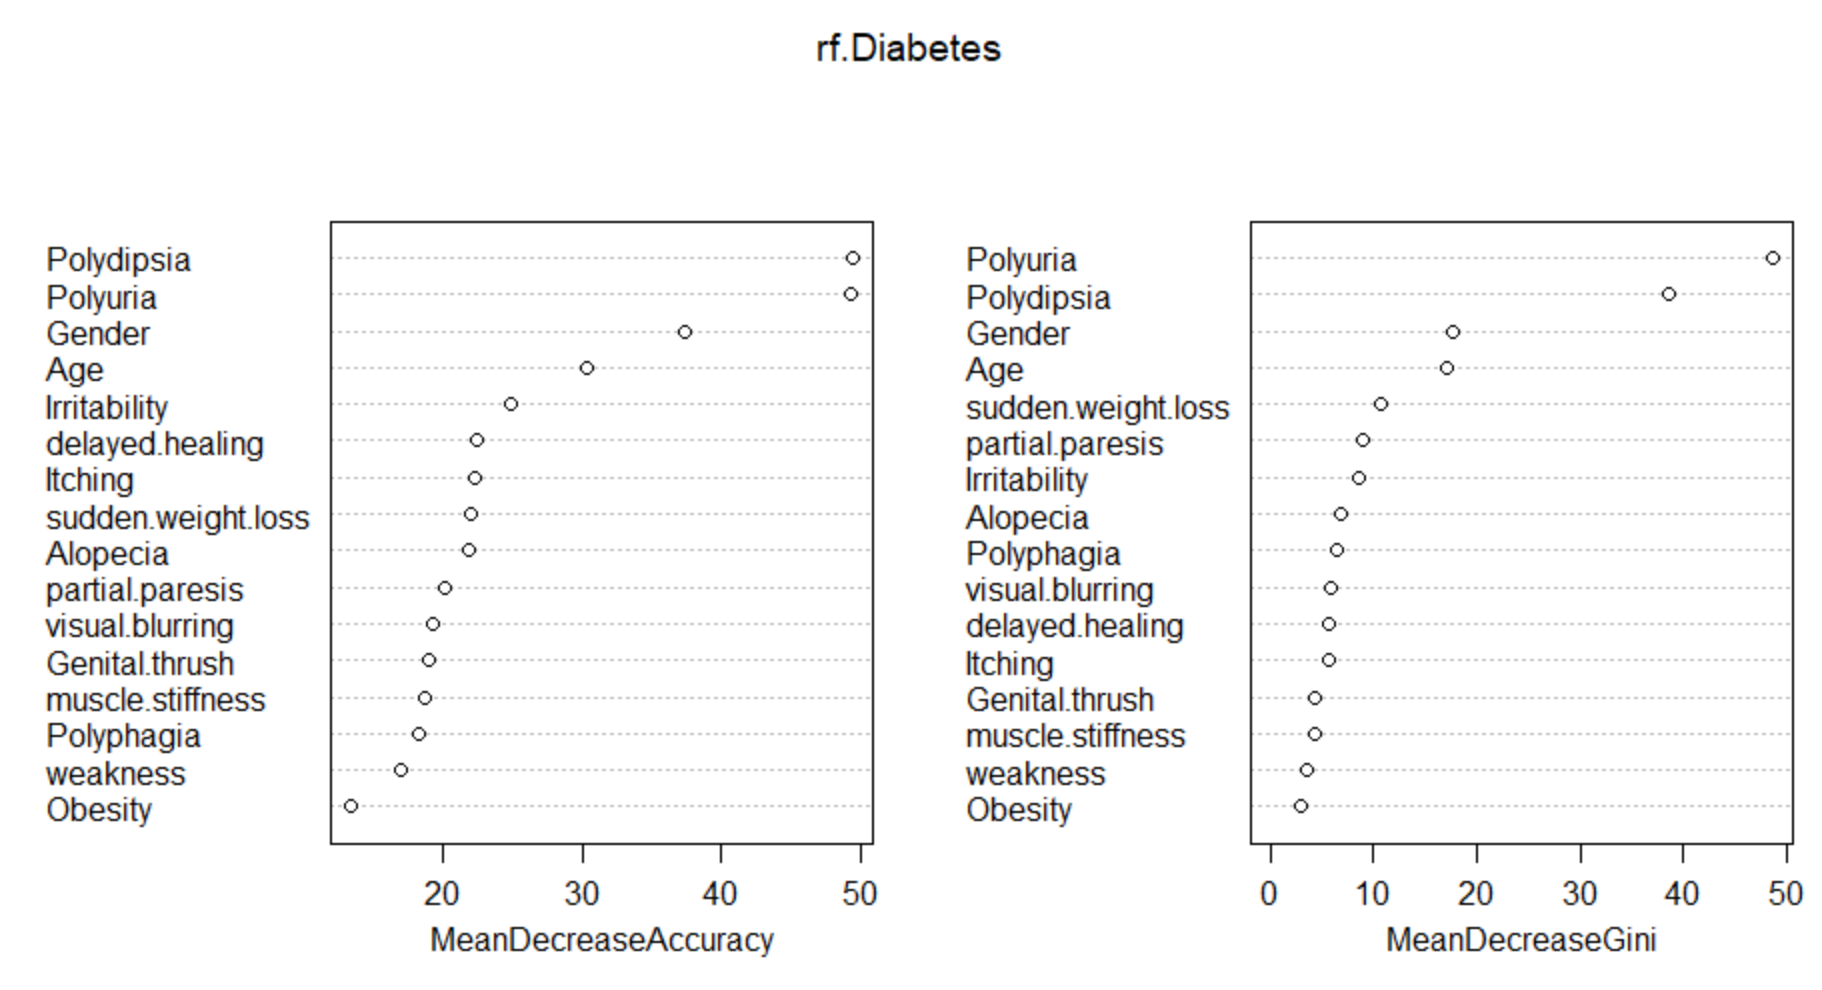 rf.Diabetes
Polydipsia
Polyuria
Gender
Age
Irritability
delayed.healing
Itching
sudden.weight.loss
Alopecia
partial.paresis
visual.blurring
Genital.thrush
muscle.stiffness
Polyphagia
weakness
Obesity
20 30 40 50
MeanDecreaseAccuracy
Polyuria
Polydipsia
Gender
Age
sudden.weight.loss
partial.paresis
Irritability
Alopecia
Polyphagia
visual.blurring
delayed.healing
Itching
Genital.thrush
muscle.stiffness
weakness
Obesity
0 10 20 30 40 50
MeanDecreaseGini